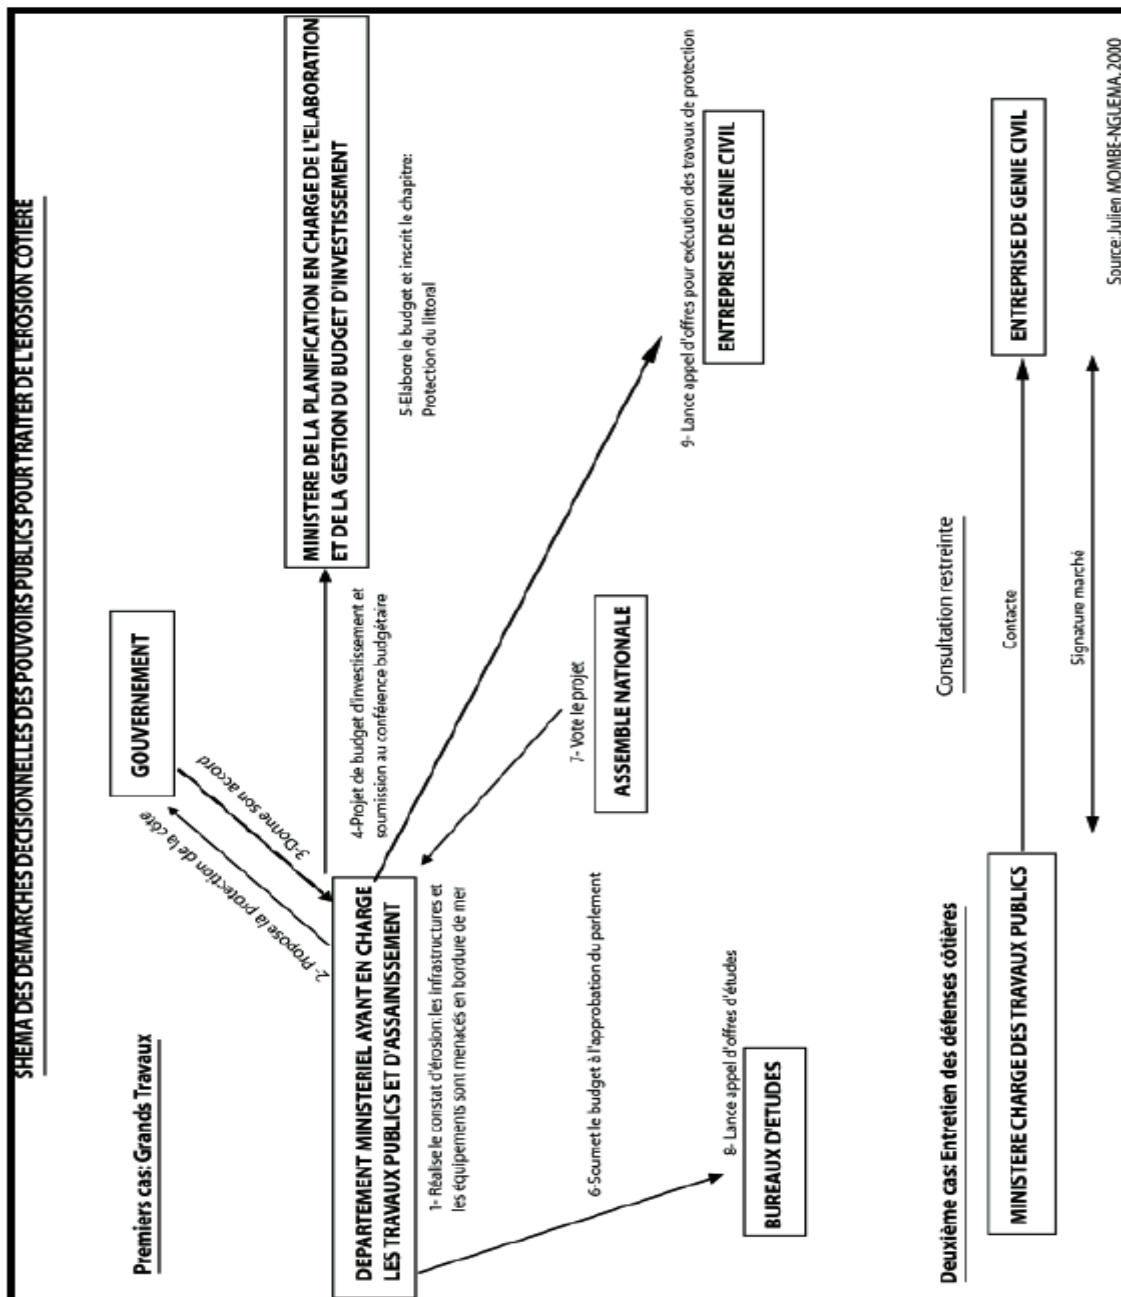 SHEMA DES DEMARCHES DECISIONNELLES DES POUVOIRS PUBLICS POUR TRAITER DE L'EROSION COTIERE
Premiers cas: Grands Travaux
GOUVERNEMENT
2- Propose la protection de la côte
3-Donne son accord
DEPARTEMENT MINISTERIEL AYANT EN CHARGE
LES TRAVAUX PUBLICS ET D'ASSAINISSEMENT
1- Réalise le constat d'érosion: les infrastructures et
les équipements sont menacés en bordure de mer
4-Projet de budget d'investissement et
soumission au conférence budgétaire
MINISTERE DE LA PLANIFICATION EN CHARGE DE L'ELABORATION
ET DE LA GESTION DU BUDGET D'INVESTISSEMENT
5-Elabore le budget et inscrit le chapitre:
Protection du littoral
6-Soumet le budget à l'approbation du parlement
7- Vote le projet
ASSEMBLE NATIONALE
8- Lance appel d'offres d'études
BUREAUX D'ETUDES
9- Lance appel d'offres pour exécution des travaux de protection
ENTREPRISE DE GENIE CIVIL
Deuxième cas: Entretien des défenses côtières
MINISTERE CHARGE DES TRAVAUX PUBLICS
Consultation restreinte
Contacte
Signature marché
ENTREPRISE DE GENIE CIVIL
Source: Julien MOMBE-NGUEMA, 2000